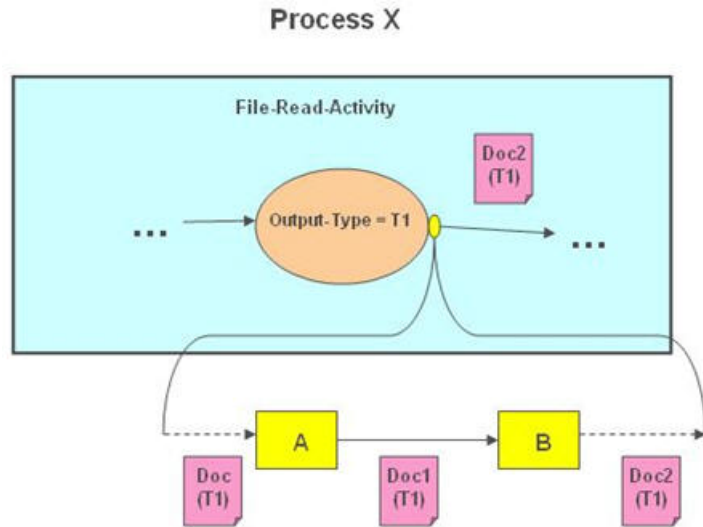 Process X
File-Read-Activity
Doc2
(T1)
...
Output-Type = T1
...
A
B
Doc
(T1)
Doc1
(T1)
Doc2
(T1)